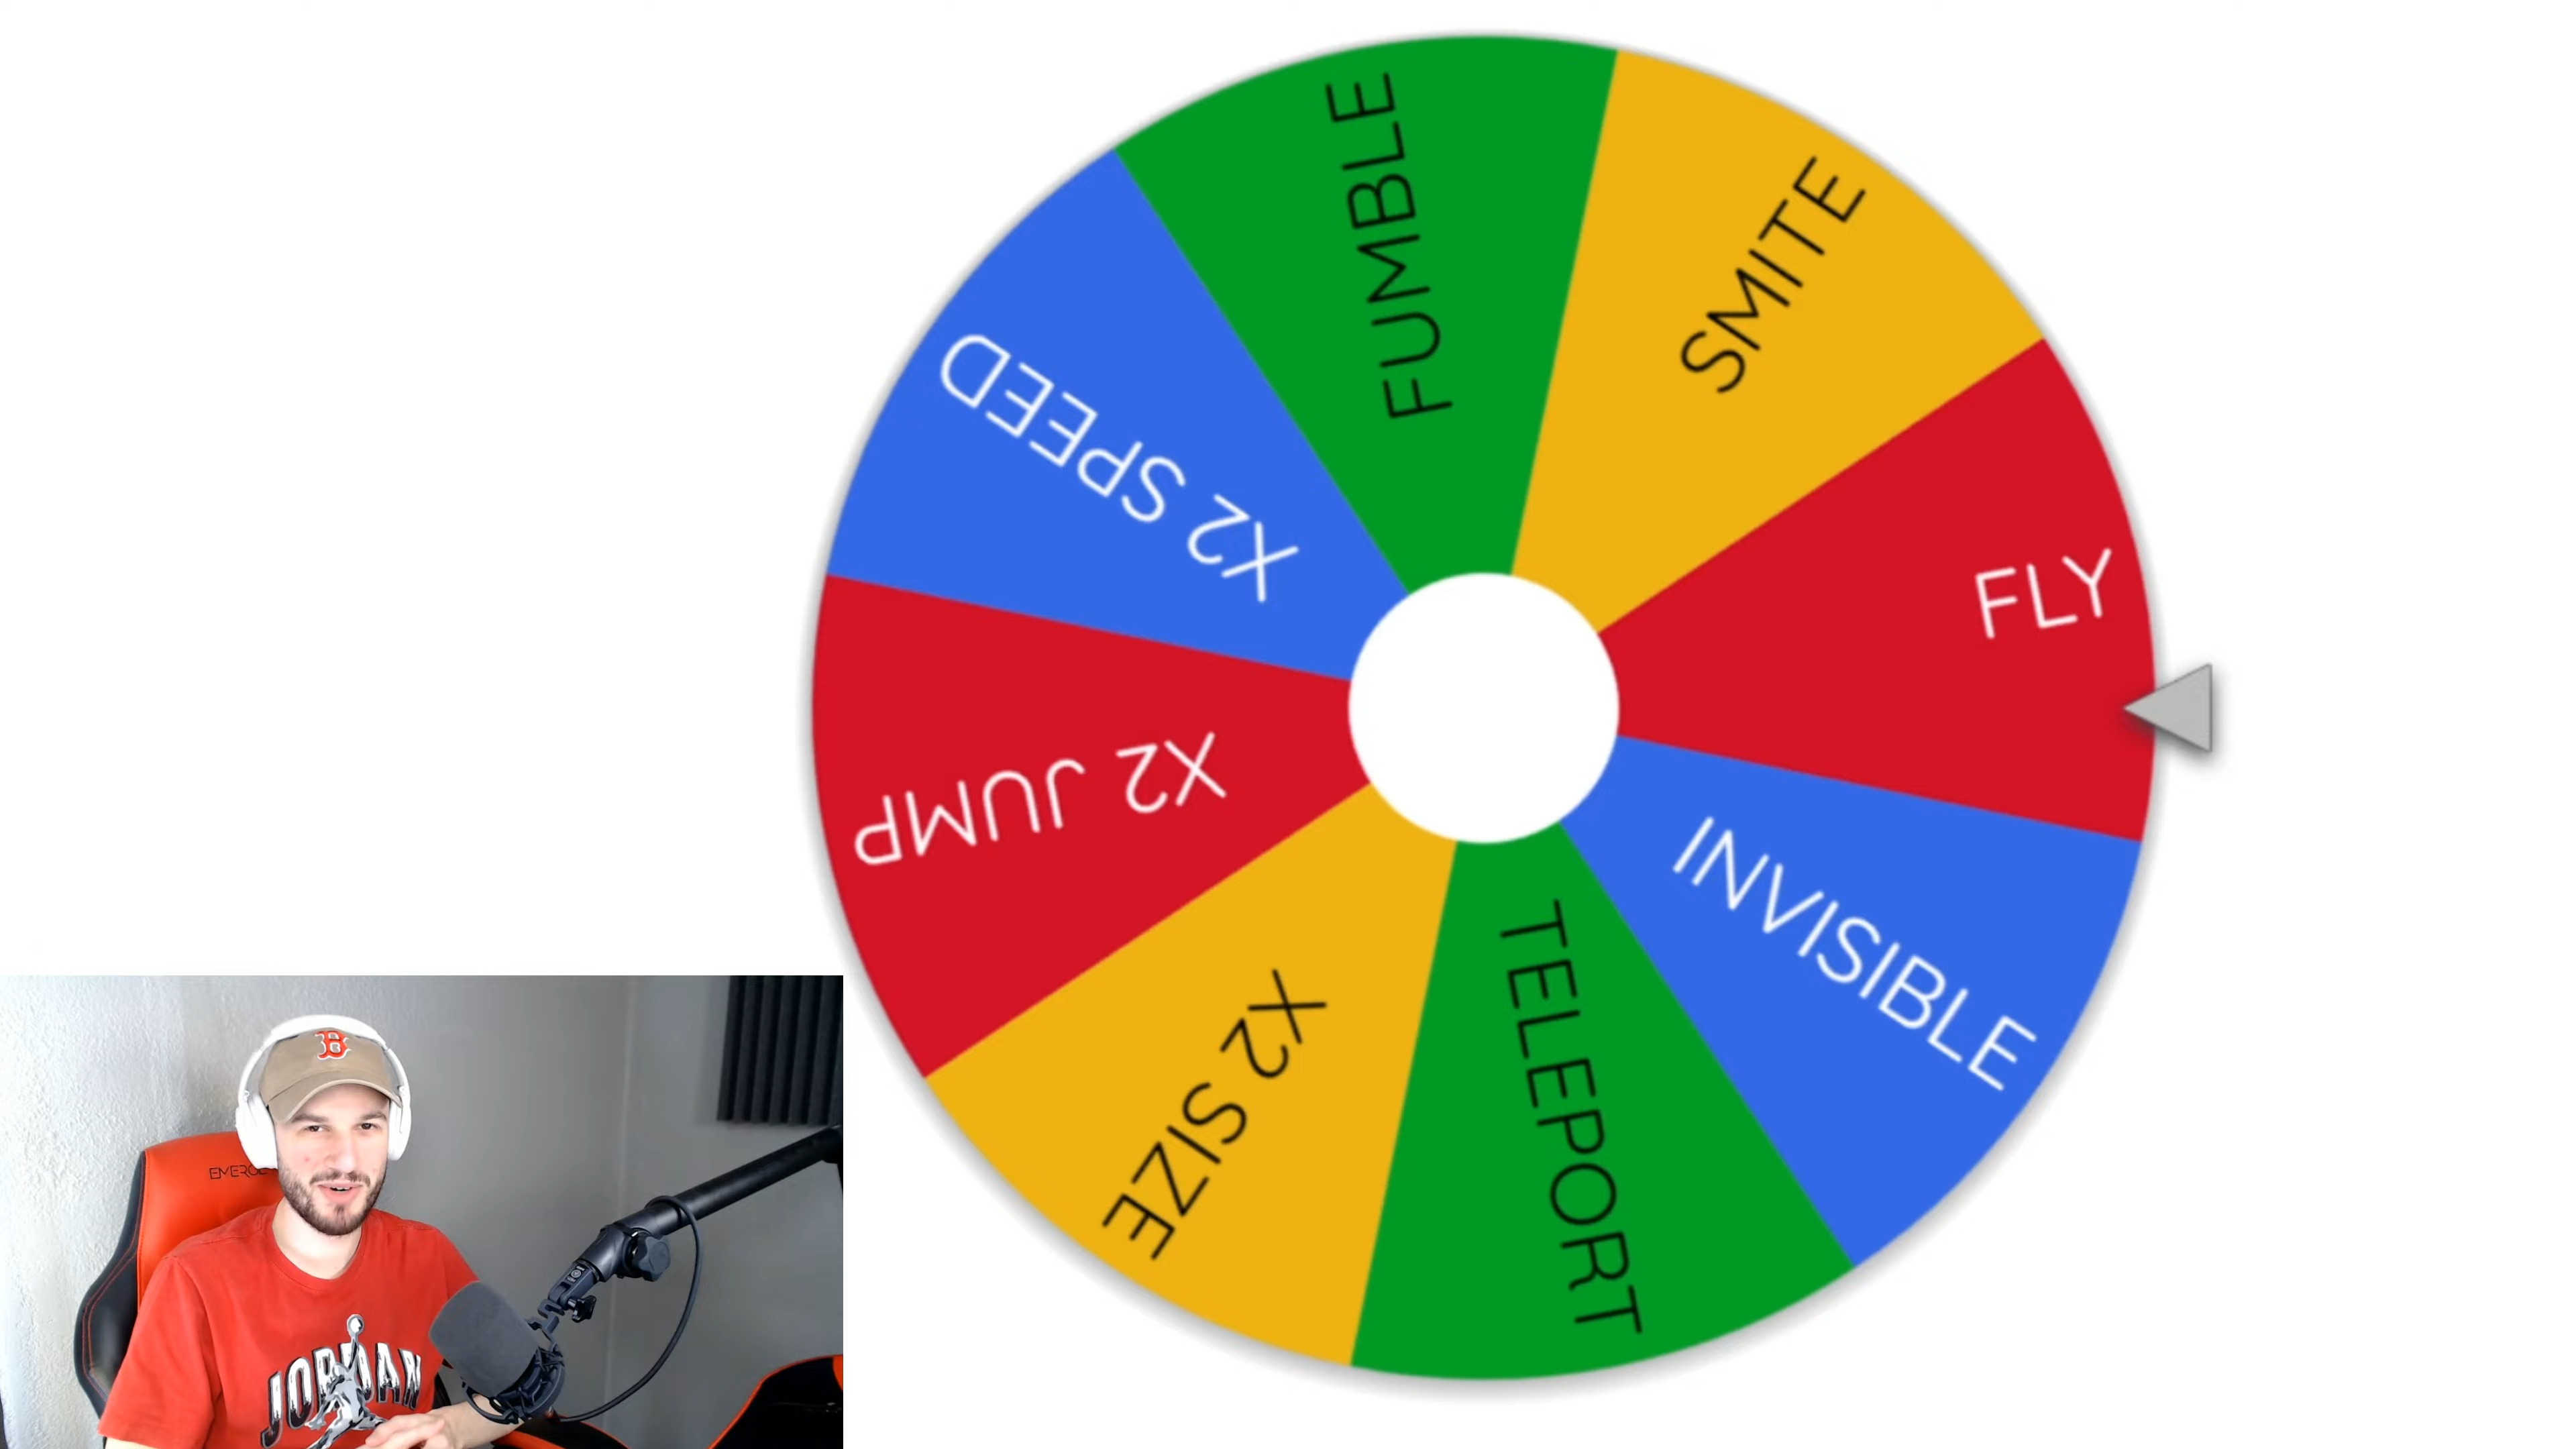 FUMBLE
SMITE
FLY
INVISIBLE
TELEPORT
X2 SIZE
X2 JUMP
X2 SPEED
B
JORDAN